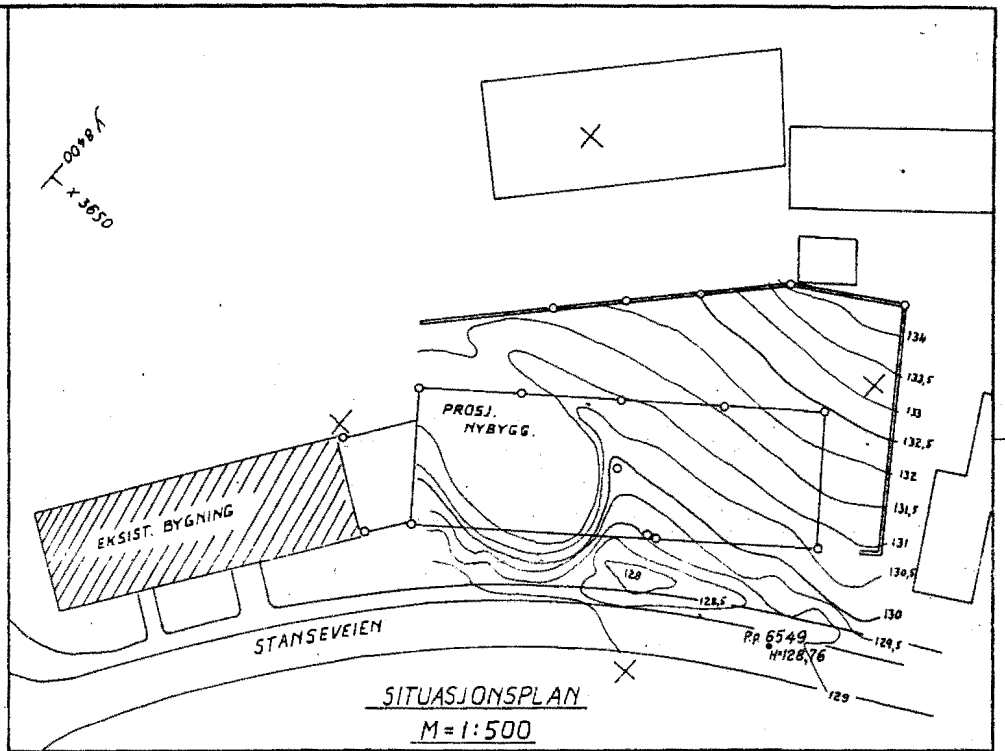 y 8400
x 3650
134
133,5
133
132,5
132
131,5
131
130,5
130
129,5
129
PROSJ.
NYBYGG.
EKSIST. BYGNING
128
128,5
STANSEVEIEN
P.P. 6549
H=128,76
SITUASJONSPLAN
M = 1:500